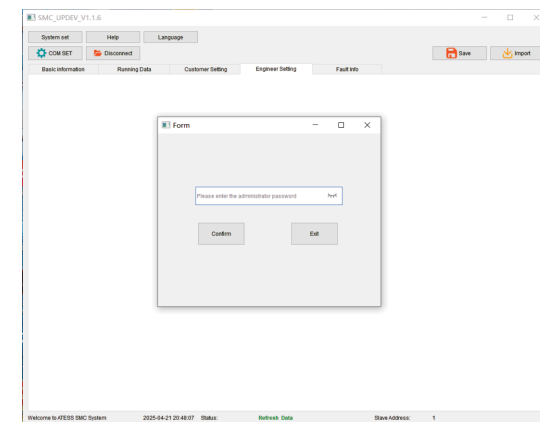 SMC_UPDEV_V1.1.6
System set Help Language
COM SET Disconnect Save Import
Basic information Running Data Customer Setting Engineer Setting Fault Info
Form
Please enter the administrator password
Confirm Exit
Welcome to ATESS SMC System 2025-04-21 20:48:07 Status: Refresh Data Slave Address: 1